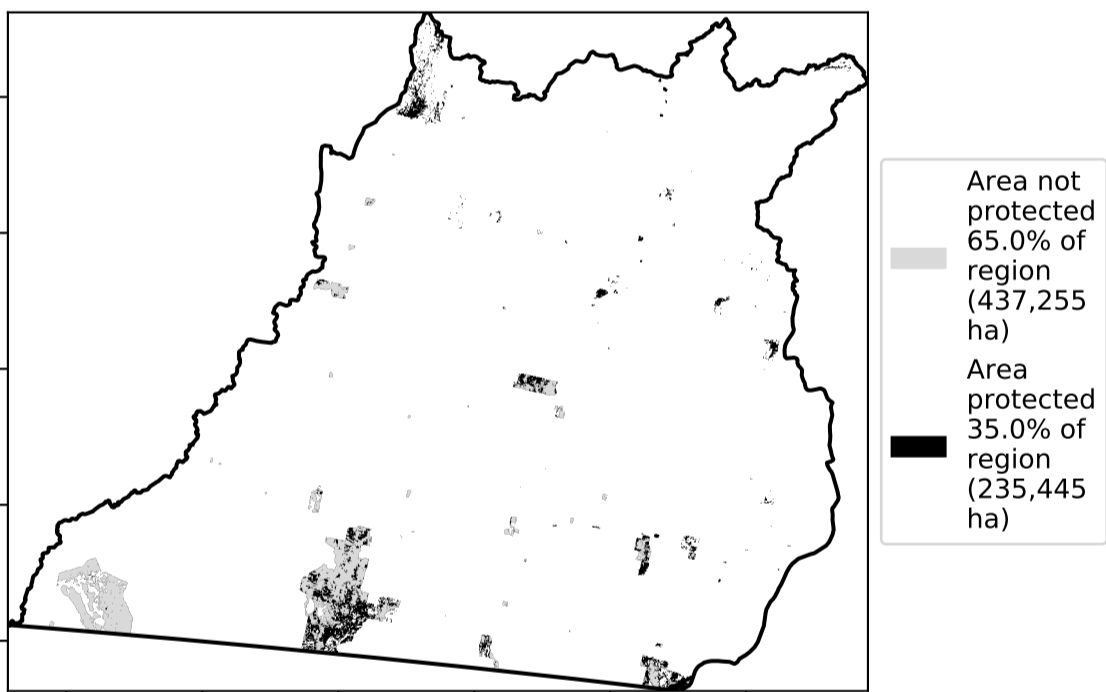 Area not
protected
65.0% of
region
(437,255
ha)
Area
protected
35.0% of
region
(235,445
ha)